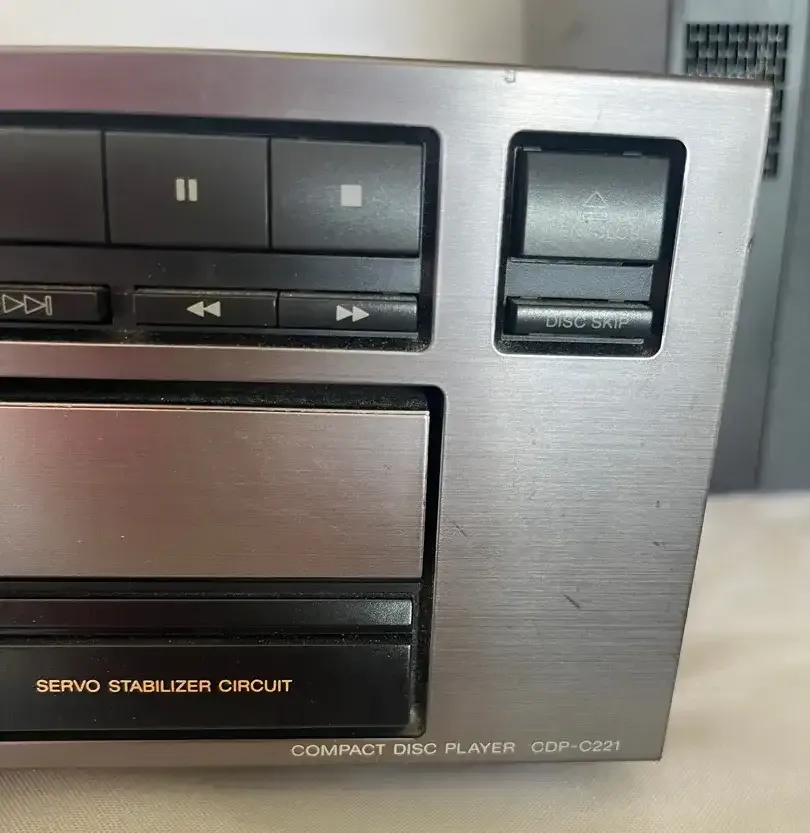 DISC SKIP
SERVO STABILIZER CIRCUIT
COMPACT DISC PLAYER CDP-C221